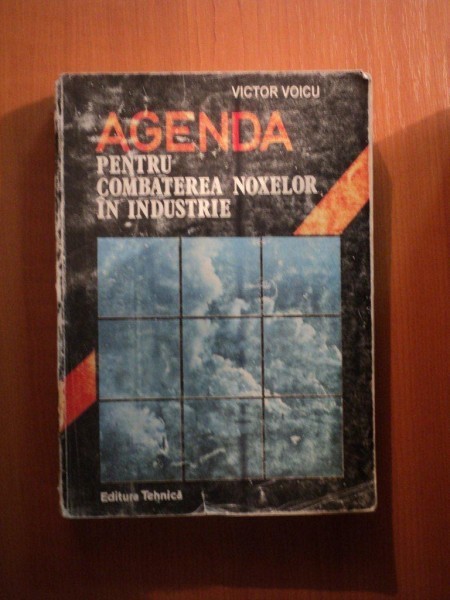 VICTOR VOICU
AGENDA
PENTRU
COMBATEREA NOXELOR
ÎN INDUSTRIE
Editura Tehnică